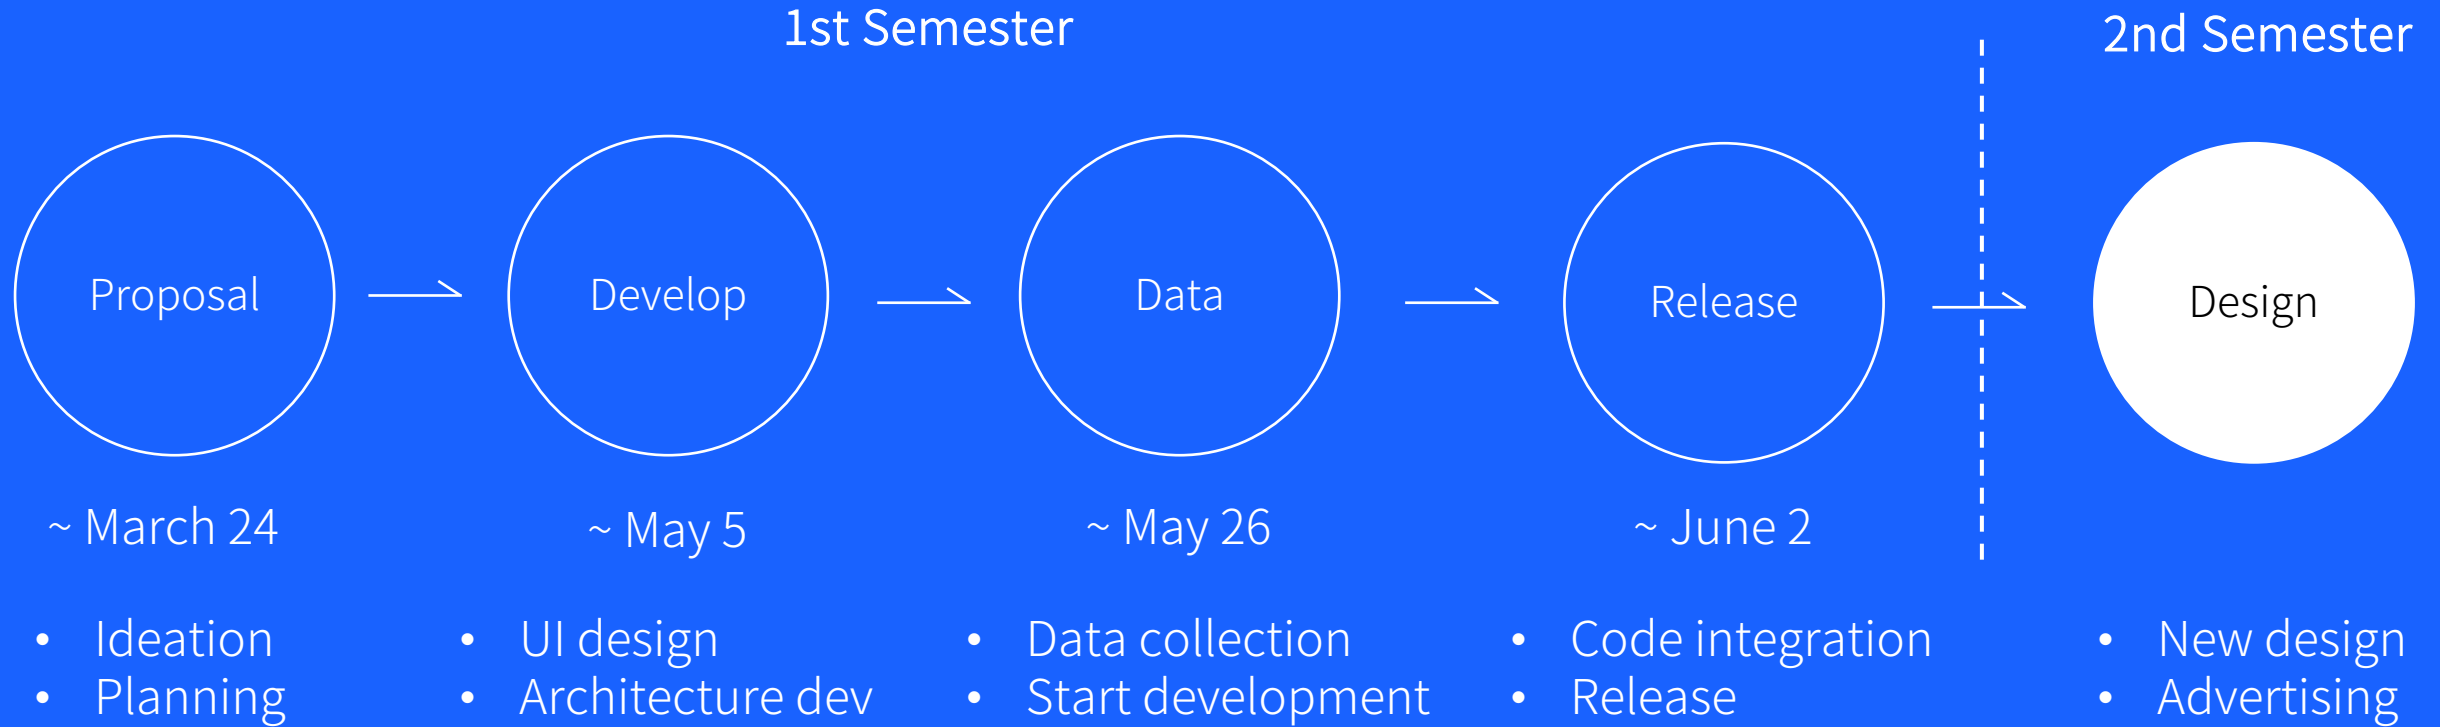 1st Semester
2nd Semester
Proposal
Develop
Data
Release
Design
~ March 24
~ May 5
~ May 26
~ June 2
• Ideation
• Planning
• UI design
• Architecture dev
• Data collection
• Start development
• Code integration
• Release
• New design
• Advertising